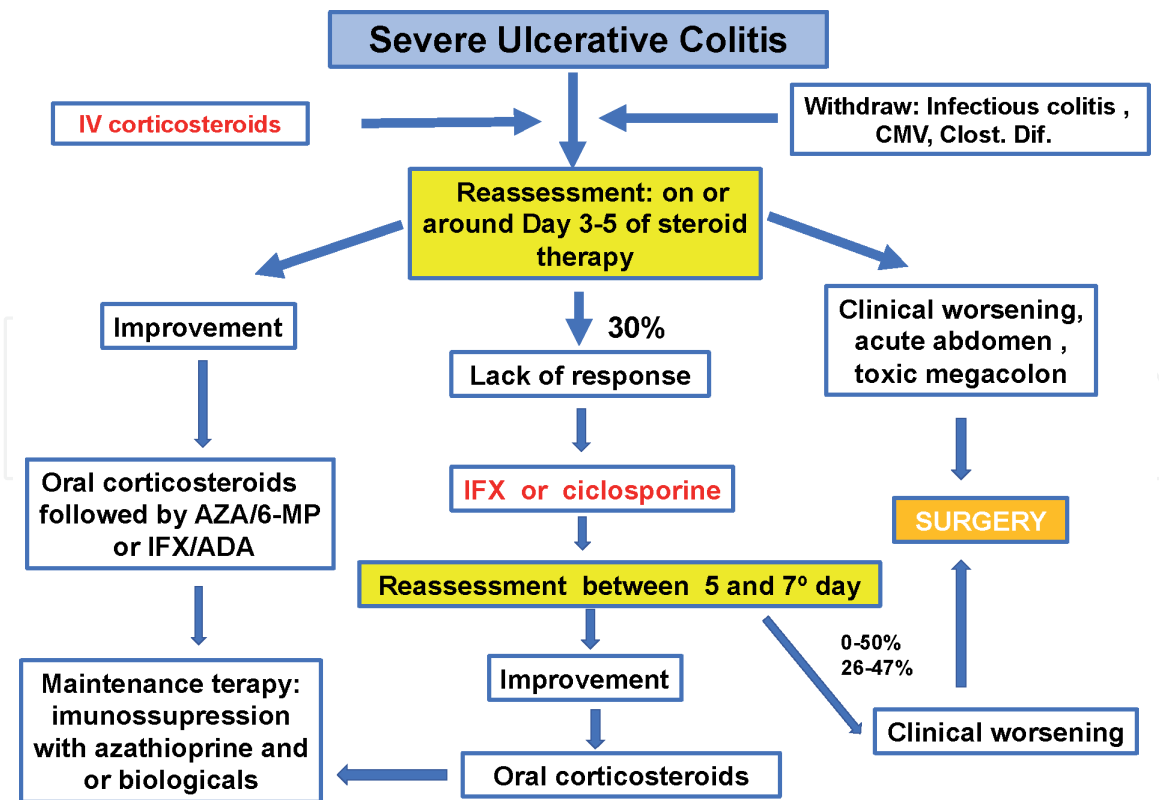 Severe Ulcerative Colitis
IV corticosteroids
Withdraw: Infectious colitis ,
CMV, Clost. Dif.
Reassessment: on or
around Day 3-5 of steroid
therapy
Improvement
30%
Lack of response
Clinical worsening,
acute abdomen ,
toxic megacolon
Oral corticosteroids
followed by AZA/6-MP
or IFX/ADA
IFX or ciclosporine
SURGERY
Reassessment between 5 and 7º day
0-50%
26-47%
Maintenance terapy:
imunossupression
with azathioprine and
or biologicals
Improvement
Clinical worsening
Oral corticosteroids